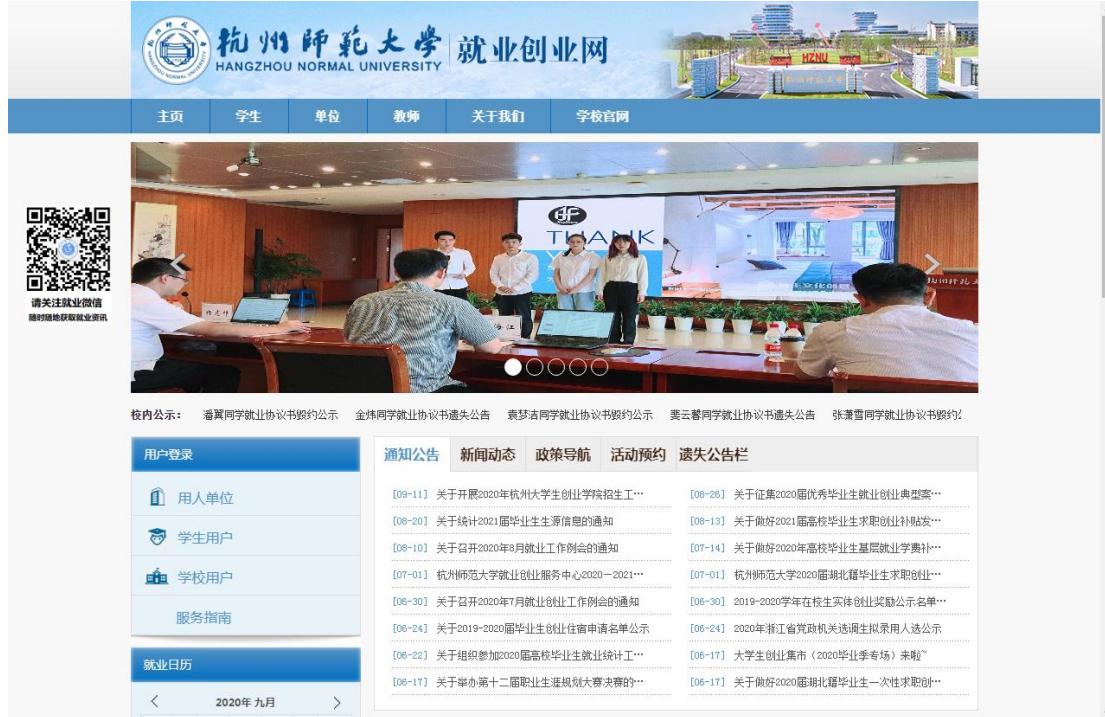 杭州师范大学
HANGZHOU NORMAL UNIVERSITY
就业创业网
HZNU
主页 学生 单位 教师 关于我们 学校官网
THANK
请关注就业微信
随时随地获取就业资讯
校内公示： 潘翼同学就业协议书毁约公示 金炜同学就业协议书遗失公告 袁梦洁同学就业协议书毁约公示 娄云馨同学就业协议书遗失公告 张潇雪同学就业协议书毁约公
用户登录
用人单位
学生用户
学校用户
服务指南
就业日历
2020年 九月
通知公告 新闻动态 政策导航 活动预约 遗失公告栏
[09-11] 关于开展2020年杭州大学生创业学院招生工…
[08-26] 关于征集2020届优秀毕业生就业创业典型案…
[08-20] 关于统计2021届毕业生生源信息的通知
[08-13] 关于做好2021届高校毕业生求职创业补贴发…
[08-10] 关于召开2020年8月就业工作例会的通知
[07-14] 关于做好2020年高校毕业生基层就业学费补…
[07-01] 杭州师范大学就业创业服务中心2020—2021…
[07-01] 杭州师范大学2020届湖北籍毕业生求职创业…
[06-30] 关于召开2020年7月就业创业工作例会的通知
[06-30] 2019-2020学年在校生实体创业奖励公示名单…
[06-24] 关于2019-2020届毕业生创业住宿申请名单公示
[06-24] 2020年浙江省党政机关选调生拟录用人选公示
[06-22] 关于组织参加2020届高校毕业生就业统计工…
[06-17] 大学生创业集市（2020毕业季专场）来啦~
[06-17] 关于举办第十二届职业生涯规划大赛决赛的…
[06-17] 关于做好2020届湖北籍毕业生一次性求职创…